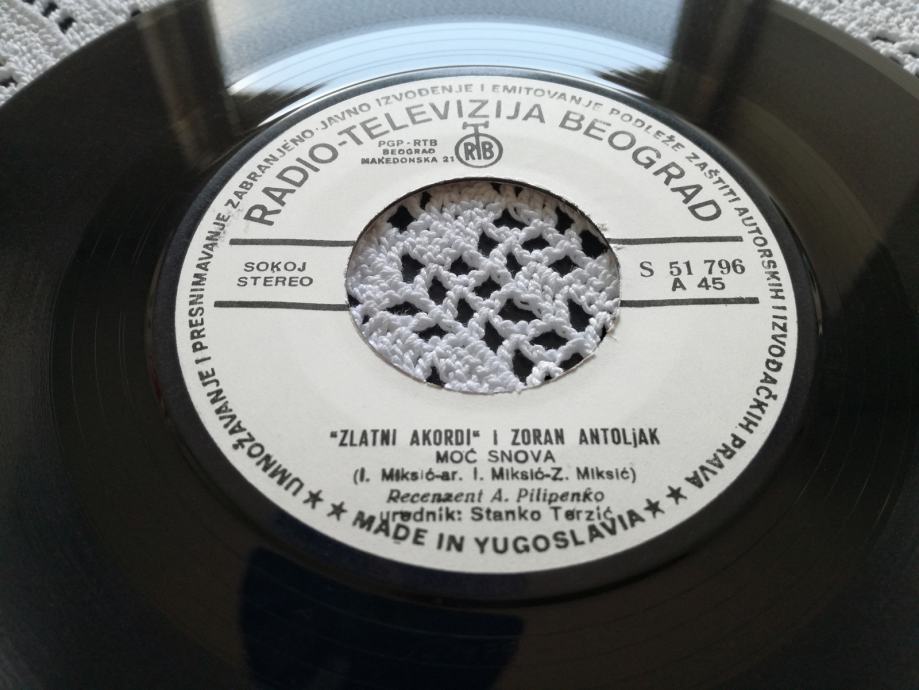 UMNOŽAVANJE I PRESNIMAVANJE ZABRANJENO·JAVNO IZVOĐENJE I EMITOVANJE PODLEŽE ZAŠTITI AUTORSKIH I IZVOĐAČKIH PRAVA
RADIO-TELEVIZIJA BEOGRAD
PGP-RTB
BEOGRAD
MAKEDONSKA 21
RTB
SOKOJ
STEREO
S 51 796
A 45
"ZLATNI AKORDI" I ZORAN ANTOLjAK
MOĆ SNOVA
(I. Miksić-ar. I. Miksić-Z. Miksić)
Recenzent A. Pilipenko
urednik: Stanko Terzić
MADE IN YUGOSLAVIA